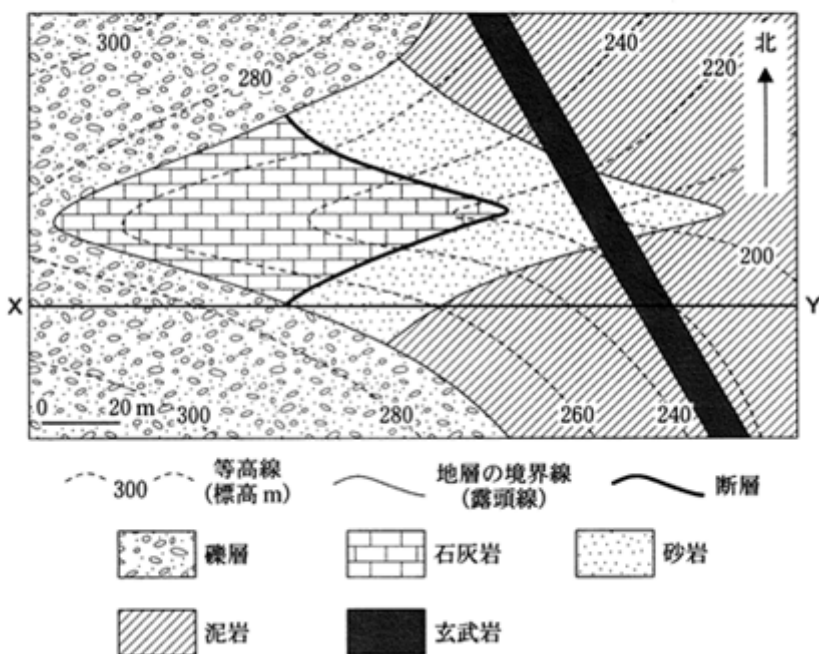 300
280
240
220
北
200
X
Y
0 20 m
300
280
260
240
300
等高線
(標高 m)
地層の境界線
(露頭線)
断層
礫層
石灰岩
砂岩
泥岩
玄武岩